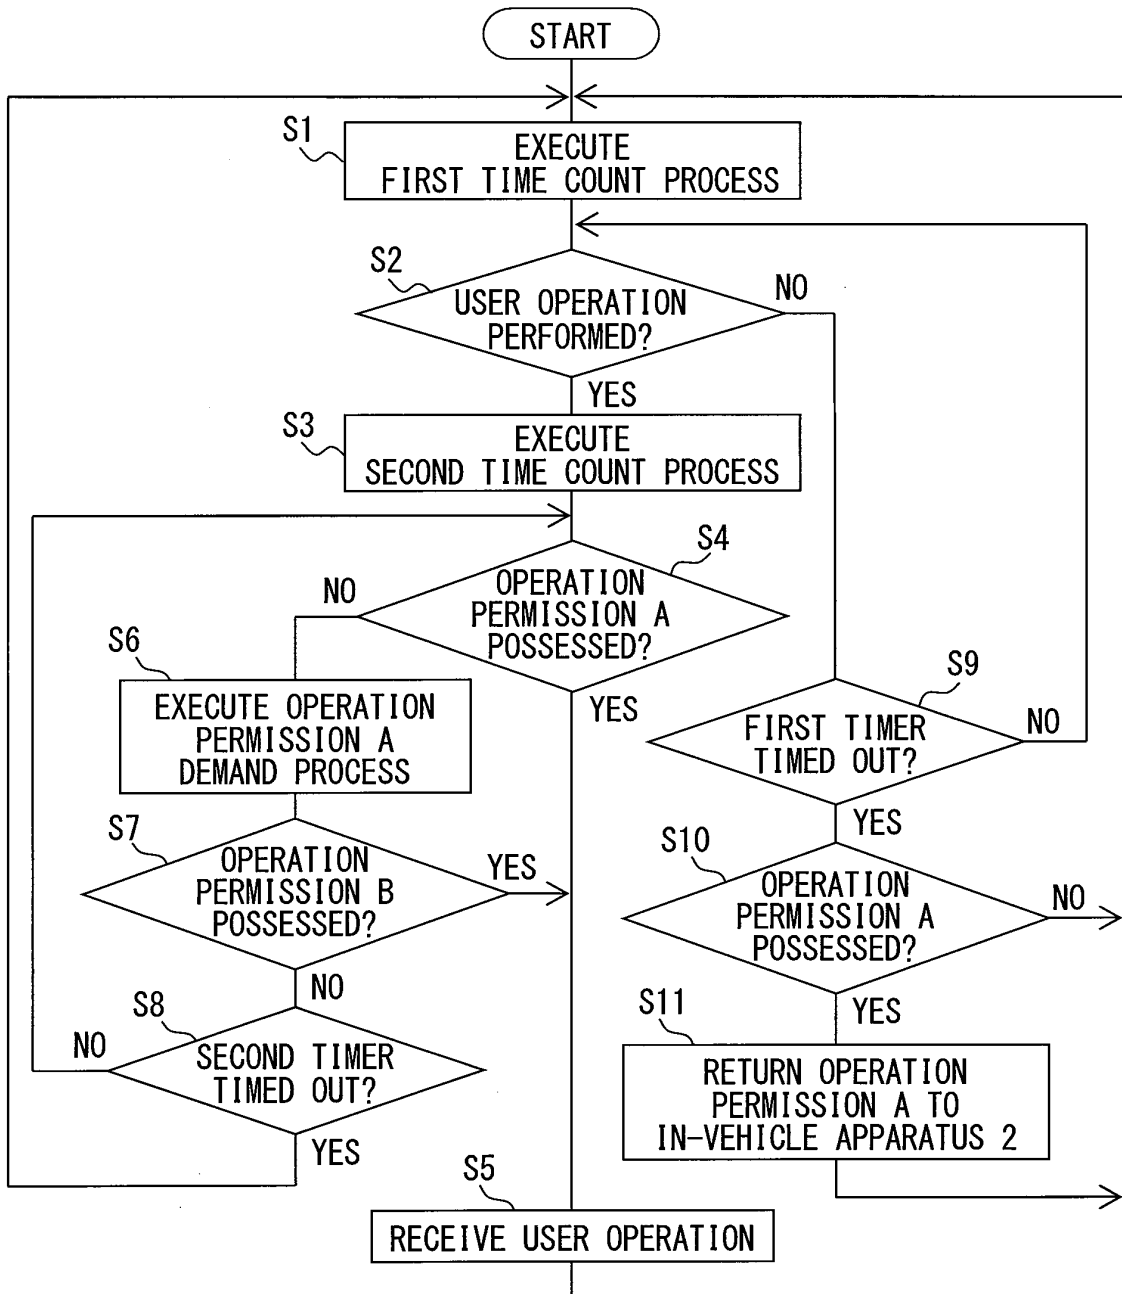 START
S1
EXECUTE
FIRST TIME COUNT PROCESS
S2
USER OPERATION
PERFORMED?
NO
YES
S3
EXECUTE
SECOND TIME COUNT PROCESS
S4
OPERATION
PERMISSION A
POSSESSED?
NO
YES
S6
EXECUTE OPERATION
PERMISSION A
DEMAND PROCESS
S7
OPERATION
PERMISSION B
POSSESSED?
YES
NO
S8
SECOND TIMER
TIMED OUT?
NO
YES
S5
RECEIVE USER OPERATION
S9
FIRST TIMER
TIMED OUT?
NO
YES
S10
OPERATION
PERMISSION A
POSSESSED?
NO
YES
S11
RETURN OPERATION
PERMISSION A TO
IN-VEHICLE APPARATUS 2